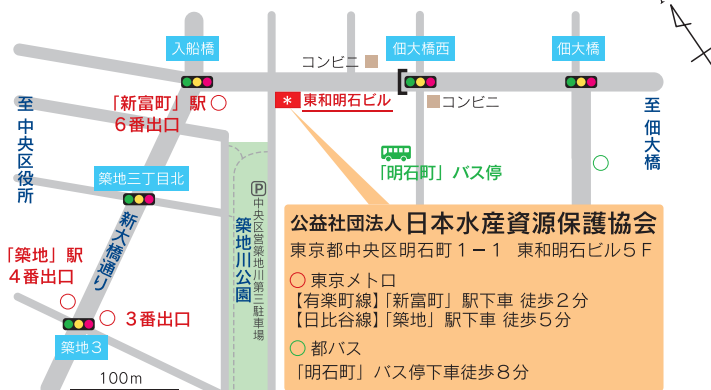 入船橋
佃大橋西
佃大橋
コンビニ
＊ 東和明石ビル
コンビニ
「新富町」駅
6番出口
至 中央区役所
至 佃大橋
「明石町」バス停
築地三丁目北
新大橋通り
P
中央区営築地川第三駐車場
築地川公園
「築地」駅
4番出口
3番出口
築地3
100m
公益社団法人 日本水産資源保護協会
東京都中央区明石町1－1 東和明石ビル5F
東京メトロ
【有楽町線】「新富町」駅下車 徒歩2分
【日比谷線】「築地」駅下車 徒歩5分
都バス
「明石町」バス停下車徒歩8分